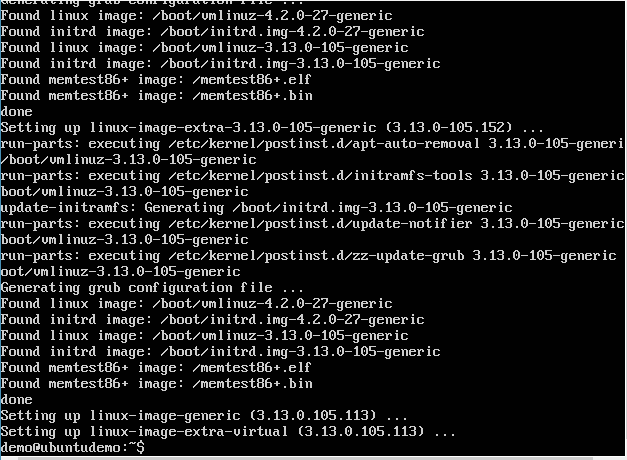 Generating grub configuration file ...
Found linux image: /boot/vmlinuz-4.2.0-27-generic
Found initrd image: /boot/initrd.img-4.2.0-27-generic
Found linux image: /boot/vmlinuz-3.13.0-105-generic
Found initrd image: /boot/initrd.img-3.13.0-105-generic
Found memtest86+ image: /memtest86+.elf
Found memtest86+ image: /memtest86+.bin
done
Setting up linux-image-extra-3.13.0-105-generic (3.13.0-105.152) ...
run-parts: executing /etc/kernel/postinst.d/apt-auto-removal 3.13.0-105-generi
/boot/vmlinuz-3.13.0-105-generic
run-parts: executing /etc/kernel/postinst.d/initramfs-tools 3.13.0-105-generic
boot/vmlinuz-3.13.0-105-generic
update-initramfs: Generating /boot/initrd.img-3.13.0-105-generic
run-parts: executing /etc/kernel/postinst.d/update-notifier 3.13.0-105-generic
boot/vmlinuz-3.13.0-105-generic
run-parts: executing /etc/kernel/postinst.d/zz-update-grub 3.13.0-105-generic
oot/vmlinuz-3.13.0-105-generic
Generating grub configuration file ...
Found linux image: /boot/vmlinuz-4.2.0-27-generic
Found initrd image: /boot/initrd.img-4.2.0-27-generic
Found linux image: /boot/vmlinuz-3.13.0-105-generic
Found initrd image: /boot/initrd.img-3.13.0-105-generic
Found memtest86+ image: /memtest86+.elf
Found memtest86+ image: /memtest86+.bin
done
Setting up linux-image-generic (3.13.0.105.113) ...
Setting up linux-image-extra-virtual (3.13.0.105.113) ...
demo@ubuntudemo:~$